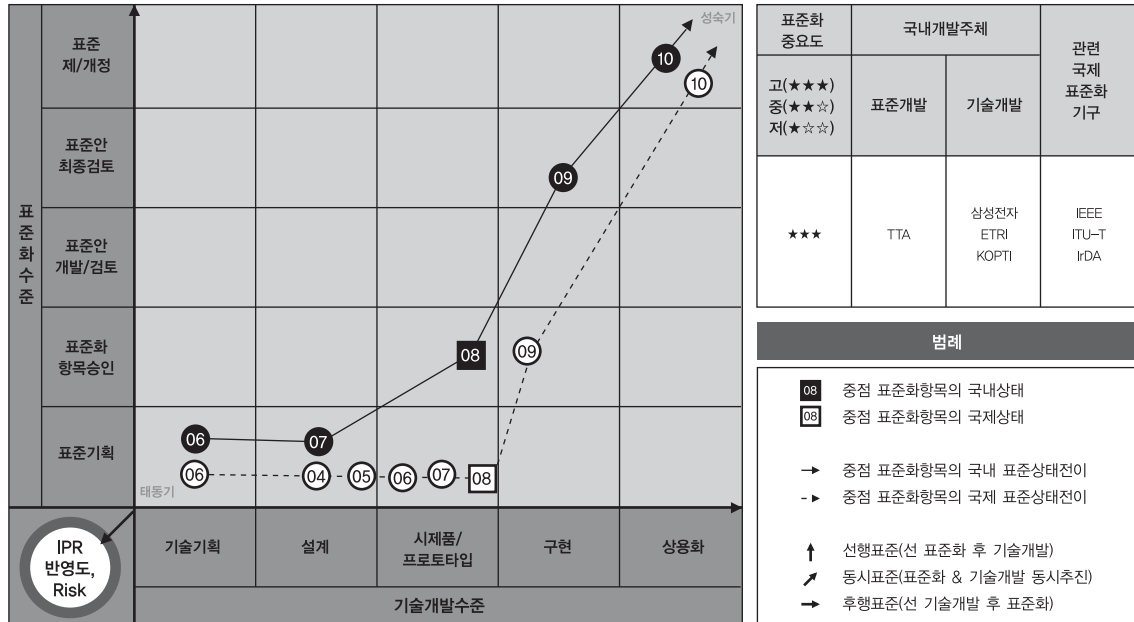 표준화수준
표준
제/개정
표준안
최종검토
표준안
개발/검토
표준화
항목승인
표준기획
성숙기
10
10
09
08
09
06
07
06
04
05
06
07
08
태동기
IPR
반영도,
Risk
기술기획
설계
시제품/
프로토타입
구현
상용화
기술개발수준
표준화
중요도
국내개발주체
관련
국제
표준화
기구
고(★★★)
중(★★☆)
저(★☆☆)
표준개발
기술개발
★★★
TTA
삼성전자
ETRI
KOPTI
IEEE
ITU-T
IrDA
범례
08 중점 표준화항목의 국내상태
08 중점 표준화항목의 국제상태
중점 표준화항목의 국내 표준상태전이
중점 표준화항목의 국제 표준상태전이
선행표준(선 표준화 후 기술개발)
동시표준(표준화 & 기술개발 동시추진)
후행표준(선 기술개발 후 표준화)